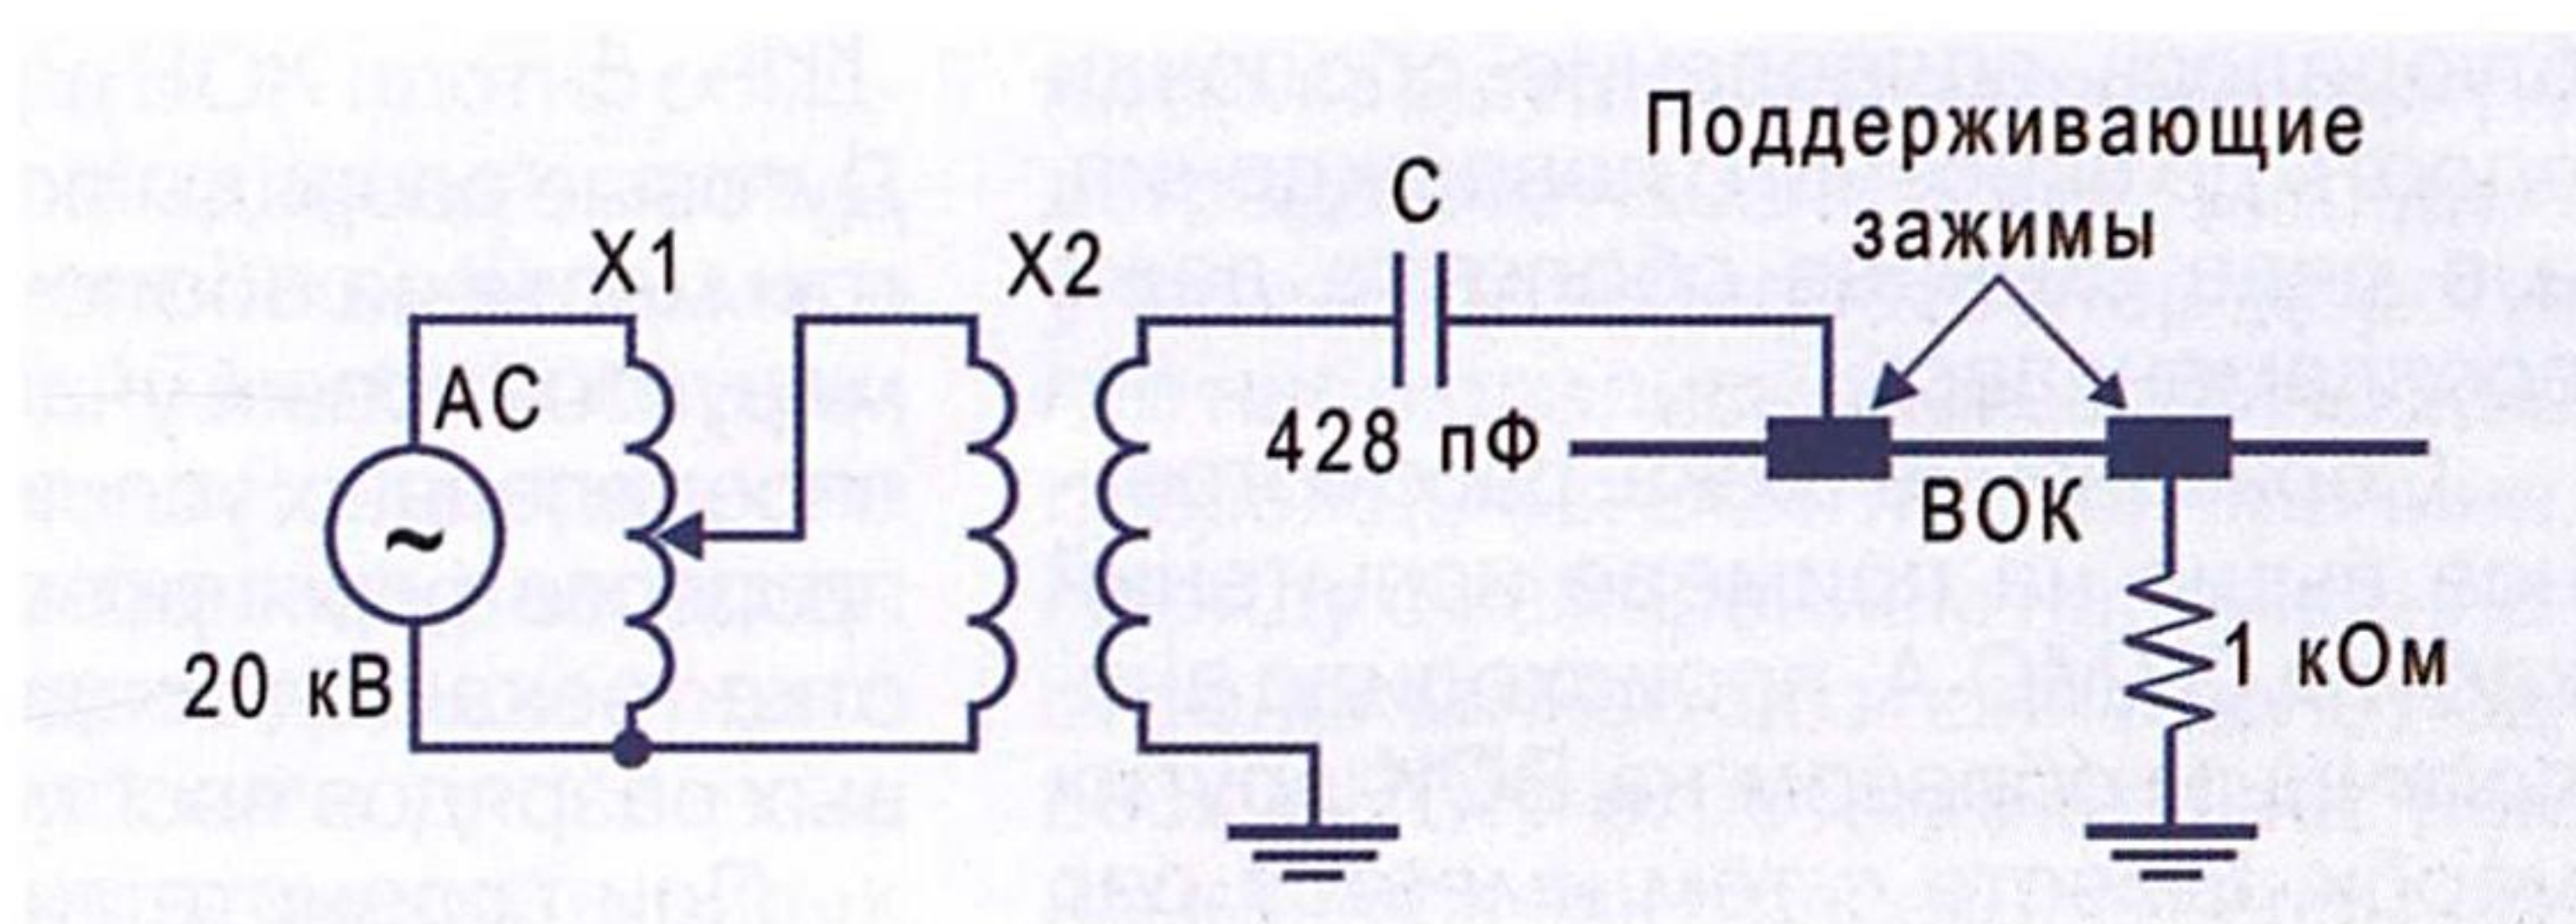 Поддерживающие
зажимы
C
X1
X2
AC
428 пФ
ВОК
20 кВ
~
1 кОм